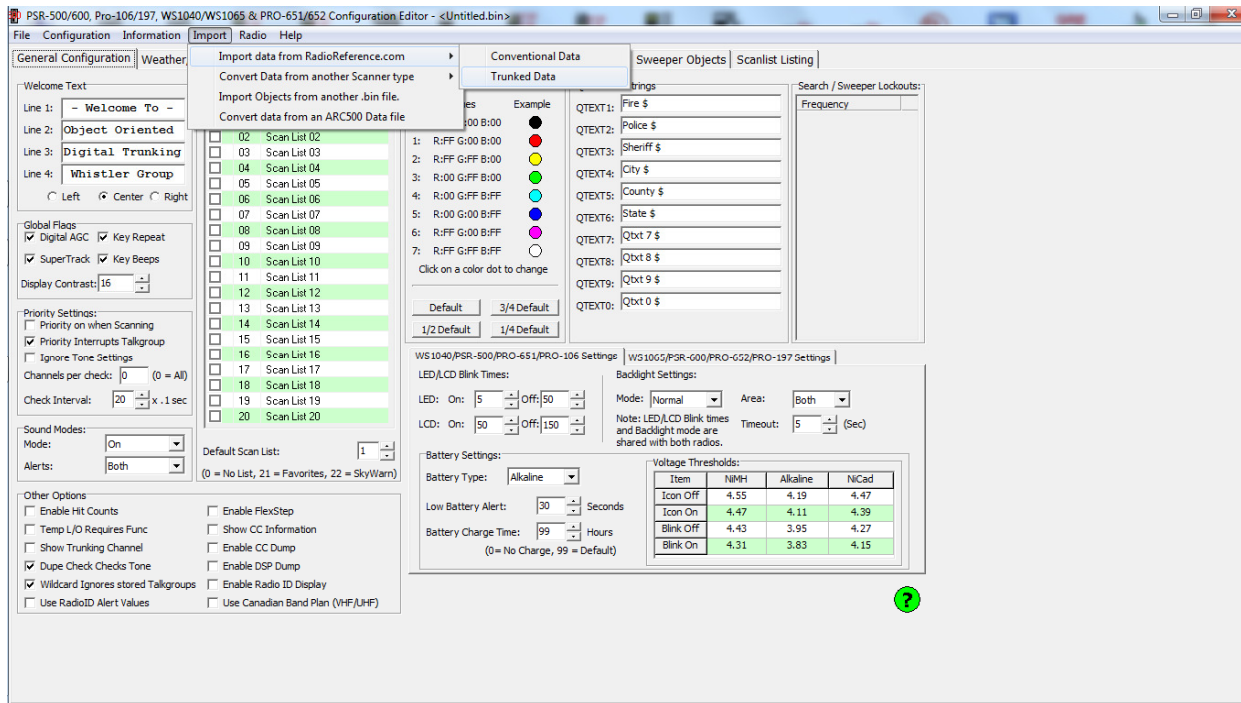 PSR-500/600, Pro-106/197, WS1040/WS1065 & PRO-651/652 Configuration Editor - <Untitled.bin>
File Configuration Information Import Radio Help
Import data from RadioReference.com
Convert Data from another Scanner type
Import Objects from another .bin file.
Convert data from an ARC500 Data file
Conventional Data
Trunked Data
General Configuration Weather, Sweeper Objects Scanlist Listing
Welcome Text
Line 1: - Welcome To -
Line 2: Object Oriented
Line 3: Digital Trunking
Line 4: Whistler Group
Left Center Right
Global Flags
Digital AGC Key Repeat
SuperTrack Key Beeps
Display Contrast: 16
Priority Settings:
Priority on when Scanning
Priority Interrupts Talkgroup
Ignore Tone Settings
Channels per check: 0 (0 = All)
Check Interval: 20 x .1 sec
Sound Modes:
Mode: On
Alerts: Both
02 Scan List 02
03 Scan List 03
04 Scan List 04
05 Scan List 05
06 Scan List 06
07 Scan List 07
08 Scan List 08
09 Scan List 09
10 Scan List 10
11 Scan List 11
12 Scan List 12
13 Scan List 13
14 Scan List 14
15 Scan List 15
16 Scan List 16
17 Scan List 17
18 Scan List 18
19 Scan List 19
20 Scan List 20
Default Scan List: 1
(0 = No List, 21 = Favorites, 22 = SkyWarn)
Other Options
Enable Hit Counts Enable FlexStep
Temp L/O Requires Func Show CC Information
Show Trunking Channel Enable CC Dump
Dupe Check Checks Tone Enable DSP Dump
Wildcard Ignores stored Talkgroups Enable Radio ID Display
Use RadioID Alert Values Use Canadian Band Plan (VHF/UHF)
Example
:00 B:00
1: R:FF G:00 B:00
2: R:FF G:FF B:00
3: R:00 G:FF B:00
4: R:00 G:FF B:FF
5: R:00 G:00 B:FF
6: R:FF G:00 B:FF
7: R:FF G:FF B:FF
Click on a color dot to change
Default 3/4 Default
1/2 Default 1/4 Default
QTEXT1: Fire $
QTEXT2: Police $
QTEXT3: Sheriff $
QTEXT4: City $
QTEXT5: County $
QTEXT6: State $
QTEXT7: Qtxt 7 $
QTEXT8: Qtxt 8 $
QTEXT9: Qtxt 9 $
QTEXT0: Qtxt 0 $
Search / Sweeper Lockouts:
Frequency
WS1040/PSR-500/PRO-651/PRO-106 Settings WS1065/PSR-600/PRO-652/PRO-197 Settings
LED/LCD Blink Times:
LED: On: 5 Off: 50
LCD: On: 50 Off: 150
Backlight Settings:
Mode: Normal Area: Both
Note: LED/LCD Blink times and Backlight mode are shared with both radios.
Timeout: 5 (Sec)
Battery Settings:
Battery Type: Alkaline
Low Battery Alert: 30 Seconds
Battery Charge Time: 99 Hours
(0= No Charge, 99 = Default)
Voltage Thresholds:
Item NiMH Alkaline NiCad
Icon Off 4.55 4.19 4.47
Icon On 4.47 4.11 4.39
Blink Off 4.43 3.95 4.27
Blink On 4.31 3.83 4.15
?